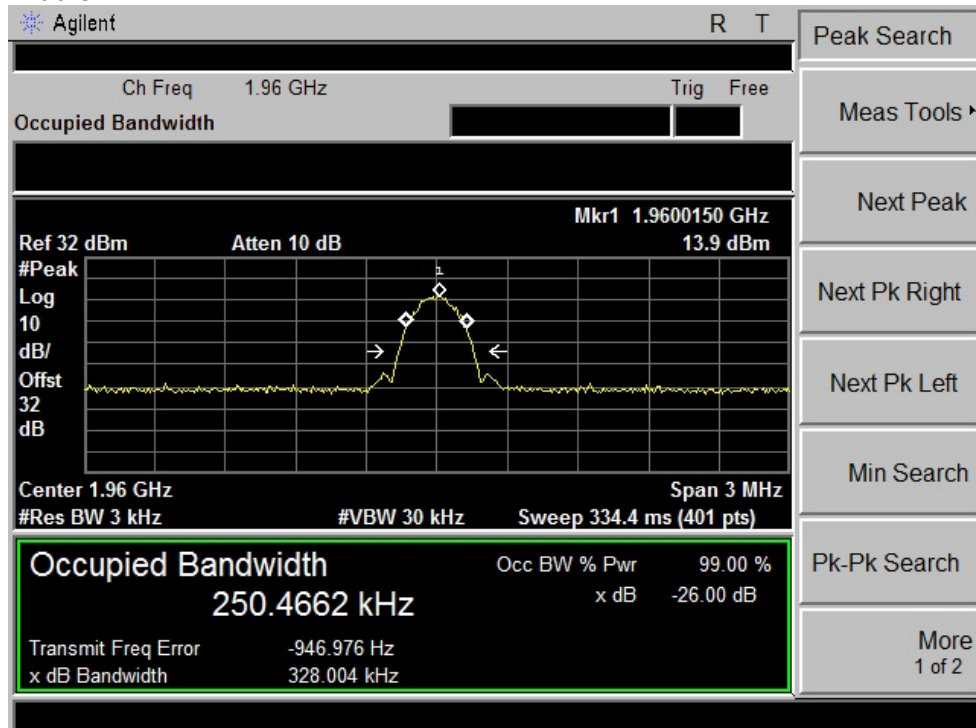 Agilent R T
Peak Search
Ch Freq 1.96 GHz Trig Free
Occupied Bandwidth
Meas Tools
Mkr1 1.9600150 GHz
Ref 32 dBm Atten 10 dB 13.9 dBm
#Peak
Log
10
dB/
Offst
32
dB
1
Center 1.96 GHz Span 3 MHz
#Res BW 3 kHz #VBW 30 kHz Sweep 334.4 ms (401 pts)
Occupied Bandwidth Occ BW % Pwr 99.00 %
250.4662 kHz x dB -26.00 dB
Transmit Freq Error -946.976 Hz
x dB Bandwidth 328.004 kHz
Next Peak
Next Pk Right
Next Pk Left
Min Search
Pk-Pk Search
More
1 of 2